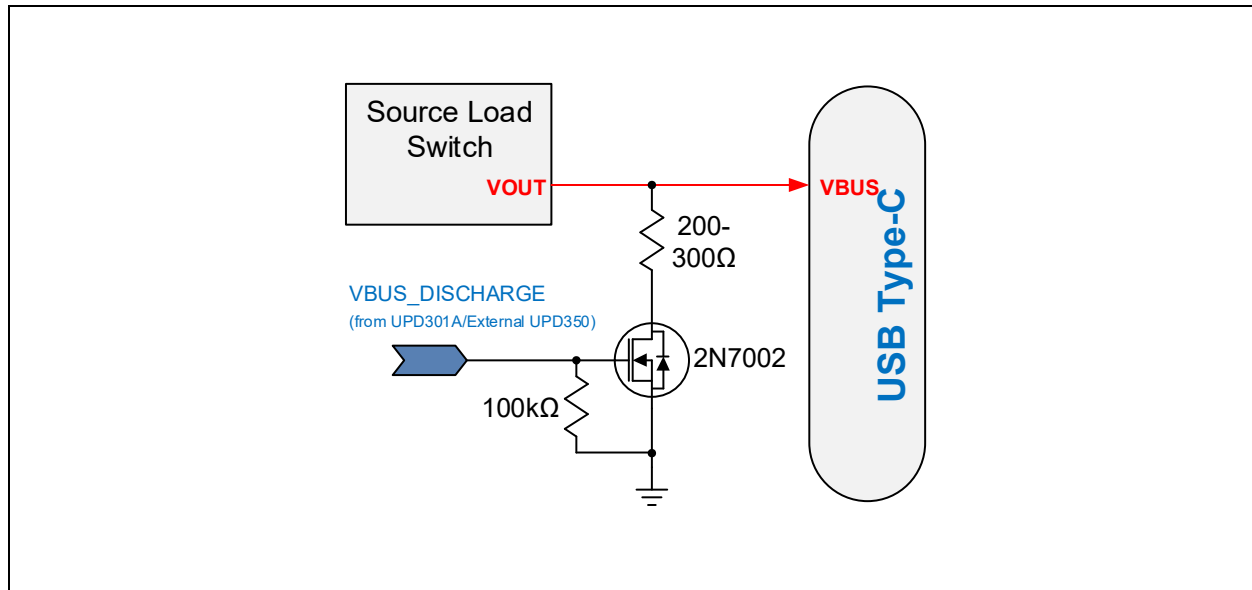 Source Load
Switch
VOUT
VBUS
200-
300Ω
VBUS_DISCHARGE
(from UPD301A/External UPD350)
2N7002
100kΩ
USB Type-C